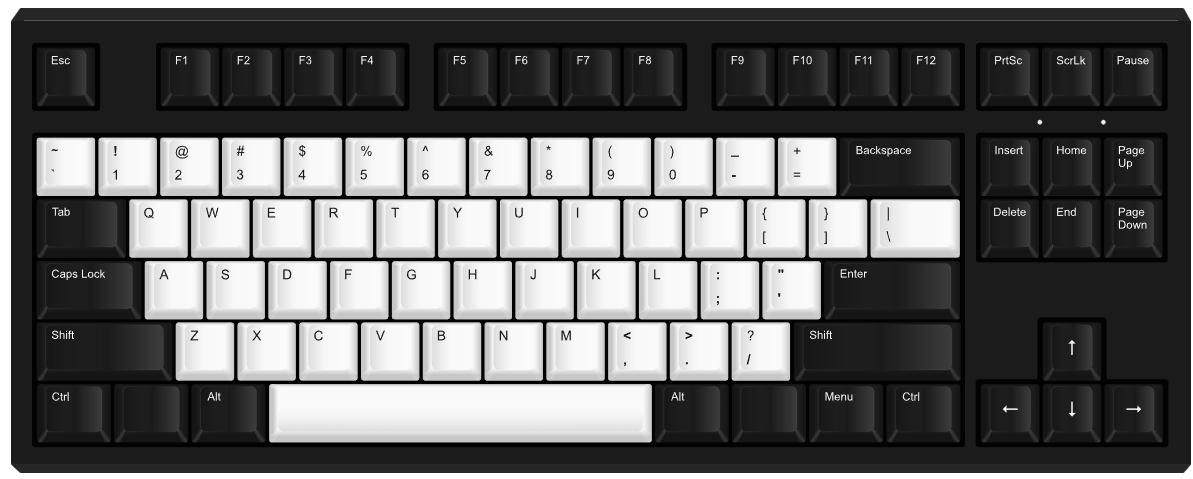 Esc F1 F2 F3 F4 F5 F6 F7 F8 F9 F10 F11 F12 PrtSc ScrLk Pause
~ ! @ # $ % ^ & * ( ) _ + Backspace Insert Home Page Up
` 1 2 3 4 5 6 7 8 9 0 - =
Tab Q W E R T Y U I O P { } | Delete End Page Down
[ ] \
Caps Lock A S D F G H J K L : " Enter
; '
Shift Z X C V B N M < > ? Shift ↑
, . /
Ctrl Alt Alt Menu Ctrl ← ↓ →